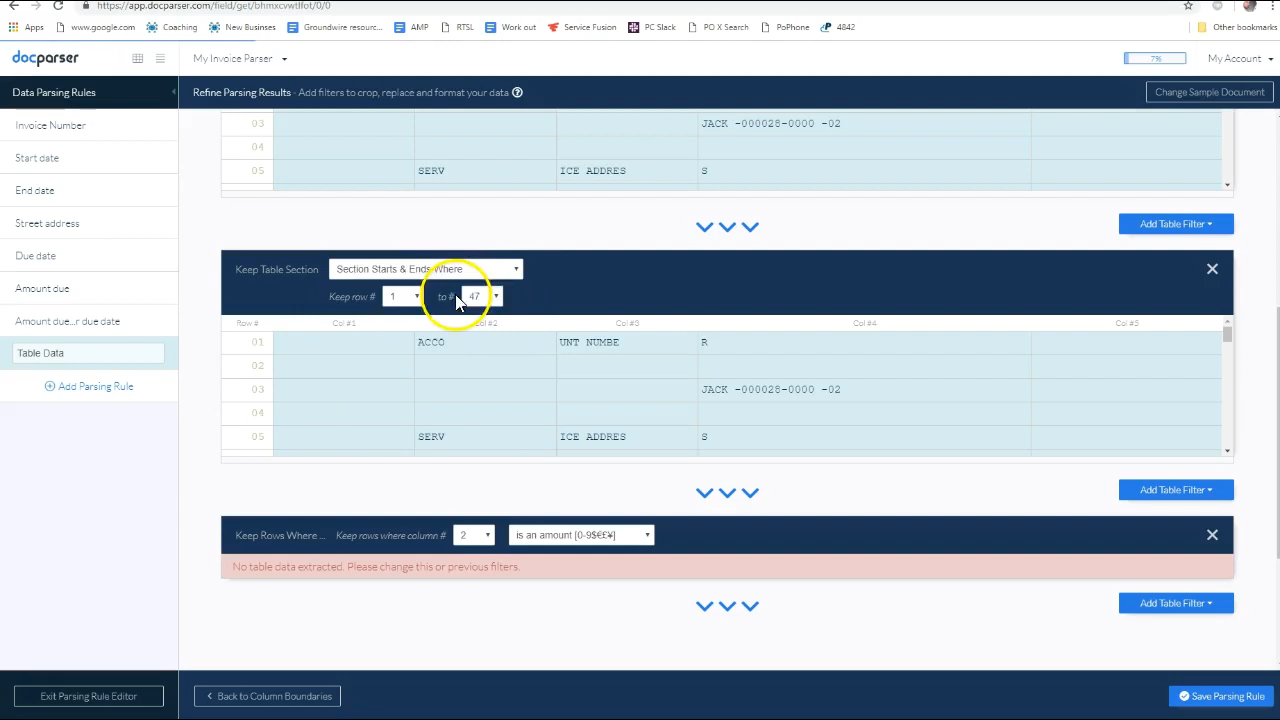 https://app.docparser.com/field/get/bhmxcvwtlfot/0/0
Apps www.google.com Coaching New Busines Groundwire resourc... AMP RTSL Work out Service Fusion PC Slack PO X Search PoPhone 4842 Other bookmarks
docparser My Invoice Parser 7% My Account
Data Parsing Rules Refine Parsing Results - Add filters to crop, replace and format your data Change Sample Document
Invoice Number
Start date
End date
Street address
Due date
Amount due
Amount due...r due date
Table Data
Add Parsing Rule
03 JACK -000028-0000 -02
04
05 SERV ICE ADDRES S
Add Table Filter
Keep Table Section Section Starts & Ends Where
Keep row # 1 to # 47
Row # Col #1 Col #2 Col #3 Col #4 Col #5
01 ACCO UNT NUMBE R
02
03 JACK -000028-0000 -02
04
05 SERV ICE ADDRES S
Add Table Filter
Keep Rows Where ... Keep rows where column # 2 is an amount [0-9$€£¥]
No table data extracted. Please change this or previous filters.
Add Table Filter
Exit Parsing Rule Editor Back to Column Boundaries Save Parsing Rule